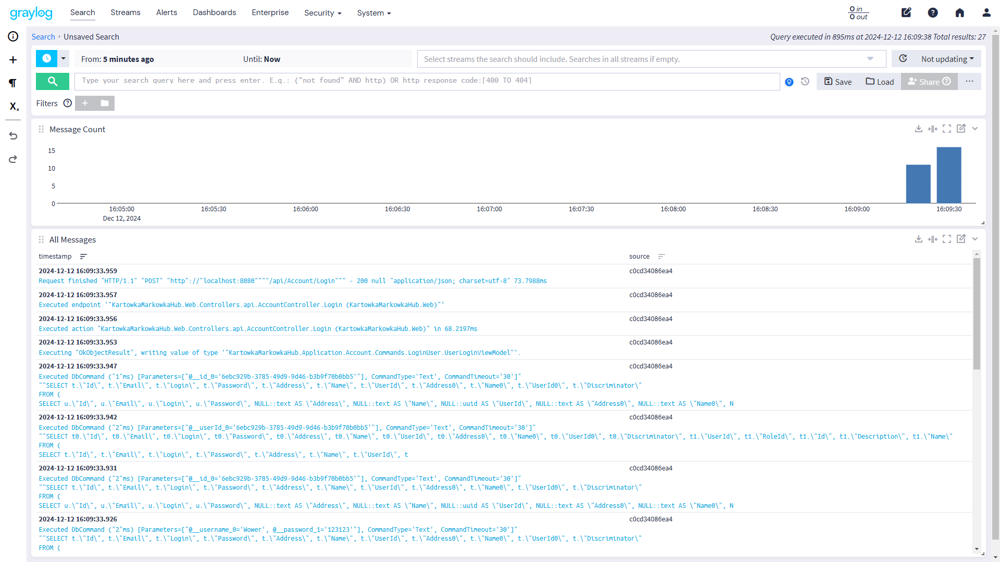 graylog
Search Streams Alerts Dashboards Enterprise Security System
0 in
0 out
Search › Unsaved Search
Query executed in 895ms at 2024-12-12 16:09:38 Total results: 27
From: 5 minutes ago Until: Now
Select streams the search should include. Searches in all streams if empty.
Not updating
Type your search query here and press enter. E.g.: ("not found" AND http) OR http_response_code:[400 TO 404]
Save Load Share
Filters
Message Count
15
10
5
0
16:05:00 16:05:30 16:06:00 16:06:30 16:07:00 16:07:30 16:08:00 16:08:30 16:09:00 16:09:30
Dec 12, 2024
All Messages
timestamp source
2024-12-12 16:09:33.959 c0cd34086ea4
Request finished "HTTP/1.1" "POST" "http"://"localhost:8080""""/api/Account/Login""" - 200 null "application/json; charset=utf-8" 73.7988ms
2024-12-12 16:09:33.957 c0cd34086ea4
Executed endpoint '"KartowkaMarkowkaHub.Web.Controllers.api.AccountController.Login (KartowkaMarkowkaHub.Web)"'
2024-12-12 16:09:33.956 c0cd34086ea4
Executed action "KartowkaMarkowkaHub.Web.Controllers.api.AccountController.Login (KartowkaMarkowkaHub.Web)" in 68.2197ms
2024-12-12 16:09:33.953 c0cd34086ea4
Executing "OkObjectResult", writing value of type '"KartowkaMarkowkaHub.Application.Account.Commands.LoginUser.UserLoginViewModel"'.
2024-12-12 16:09:33.947 c0cd34086ea4
Executed DbCommand ("1"ms) [Parameters=["@__id_0='6ebc929b-3785-49d9-9d46-b3b9f70b0bb5'"], CommandType='Text', CommandTimeout='30']"
""SELECT t.\"Id\", t.\"Email\", t.\"Login\", t.\"Password\", t.\"Address\", t.\"Name\", t.\"UserId\", t.\"Address0\", t.\"Name0\", t.\"UserId0\", t.\"Discriminator\"
FROM (
SELECT u.\"Id\", u.\"Email\", u.\"Login\", u.\"Password\", NULL::text AS \"Address\", NULL::text AS \"Name\", NULL::uuid AS \"UserId\", NULL::text AS \"Address0\", NULL::text AS \"Name0\", N
2024-12-12 16:09:33.942 c0cd34086ea4
Executed DbCommand ("2"ms) [Parameters=["@__userId_0='6ebc929b-3785-49d9-9d46-b3b9f70b0bb5'"], CommandType='Text', CommandTimeout='30']"
""SELECT t0.\"Id\", t0.\"Email\", t0.\"Login\", t0.\"Password\", t0.\"Address\", t0.\"Name\", t0.\"UserId\", t0.\"Address0\", t0.\"Name0\", t0.\"UserId0\", t0.\"Discriminator\", t1.\"UserId\", t1.\"RoleId\", t1.\"Id\", t1.\"Description\", t1.\"Name\"
FROM (
SELECT t.\"Id\", t.\"Email\", t.\"Login\", t.\"Password\", t.\"Address\", t.\"Name\", t.\"UserId\", t
2024-12-12 16:09:33.931 c0cd34086ea4
Executed DbCommand ("2"ms) [Parameters=["@__id_0='6ebc929b-3785-49d9-9d46-b3b9f70b0bb5'"], CommandType='Text', CommandTimeout='30']"
""SELECT t.\"Id\", t.\"Email\", t.\"Login\", t.\"Password\", t.\"Address\", t.\"Name\", t.\"UserId\", t.\"Address0\", t.\"Name0\", t.\"UserId0\", t.\"Discriminator\"
FROM (
SELECT u.\"Id\", u.\"Email\", u.\"Login\", u.\"Password\", NULL::text AS \"Address\", NULL::text AS \"Name\", NULL::uuid AS \"UserId\", NULL::text AS \"Address0\", NULL::text AS \"Name0\", N
2024-12-12 16:09:33.926 c0cd34086ea4
Executed DbCommand ("2"ms) [Parameters=["@__username_0='Wower', @__password_1='123123'"], CommandType='Text', CommandTimeout='30']"
""SELECT t.\"Id\", t.\"Email\", t.\"Login\", t.\"Password\", t.\"Address\", t.\"Name\", t.\"UserId\", t.\"Address0\", t.\"Name0\", t.\"UserId0\", t.\"Discriminator\"
FROM (